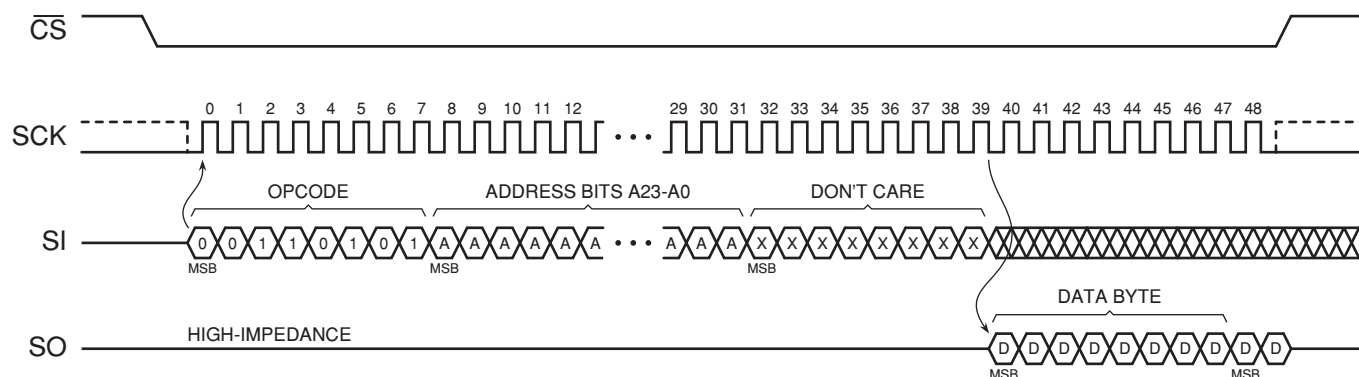 CS
0 1 2 3 4 5 6 7 8 9 10 11 12 29 30 31 32 33 34 35 36 37 38 39 40 41 42 43 44 45 46 47 48
SCK
OPCODE ADDRESS BITS A23-A0 DON'T CARE
SI 0 0 1 1 0 1 0 1 A A A A A A A A A X X X X X X X X
MSB MSB MSB
DATA BYTE
HIGH-IMPEDANCE
SO D D D D D D D D D D
MSB MSB